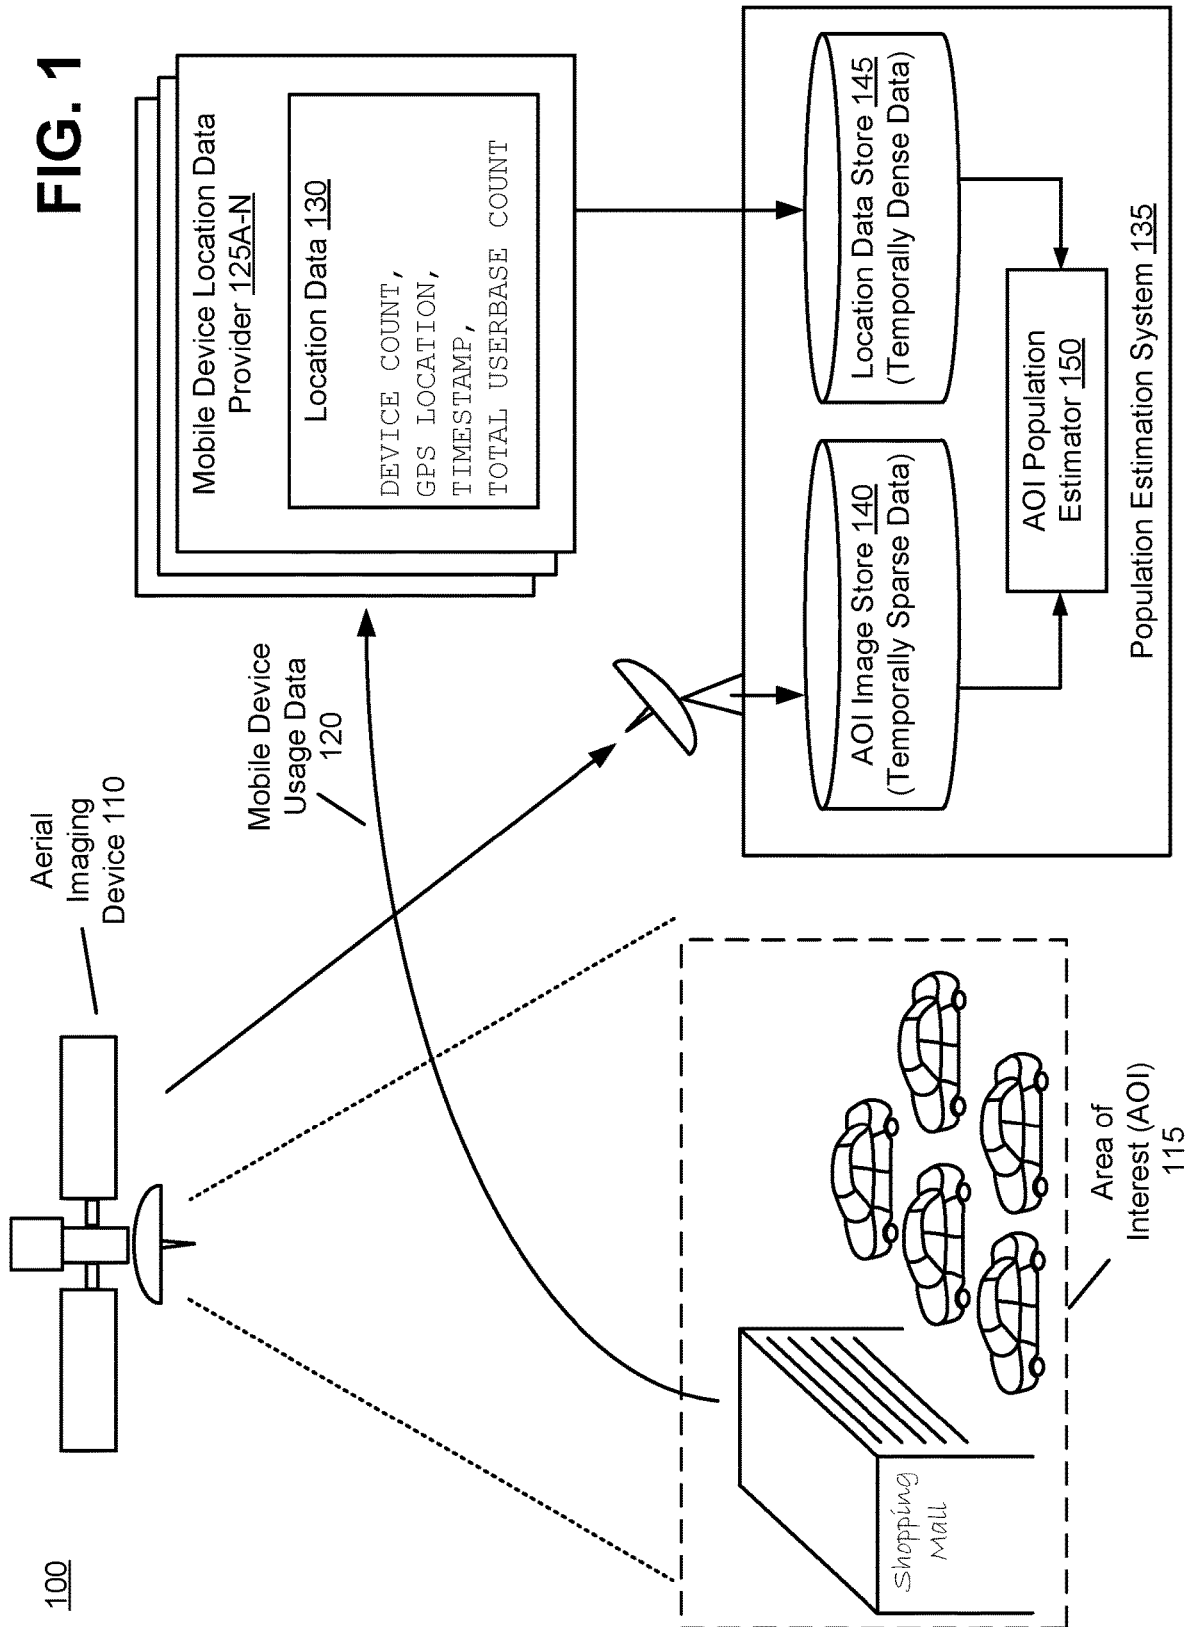 FIG. 1
100
Aerial
Imaging
Device 110
Mobile Device
Usage Data
120
Mobile Device Location Data
Provider 125A-N
Location Data 130
DEVICE COUNT,
GPS LOCATION,
TIMESTAMP,
TOTAL USERBASE COUNT
Shopping
Mall
Area of
Interest (AOI)
115
AOI Image Store 140
(Temporally Sparse Data)
Location Data Store 145
(Temporally Dense Data)
AOI Population
Estimator 150
Population Estimation System 135